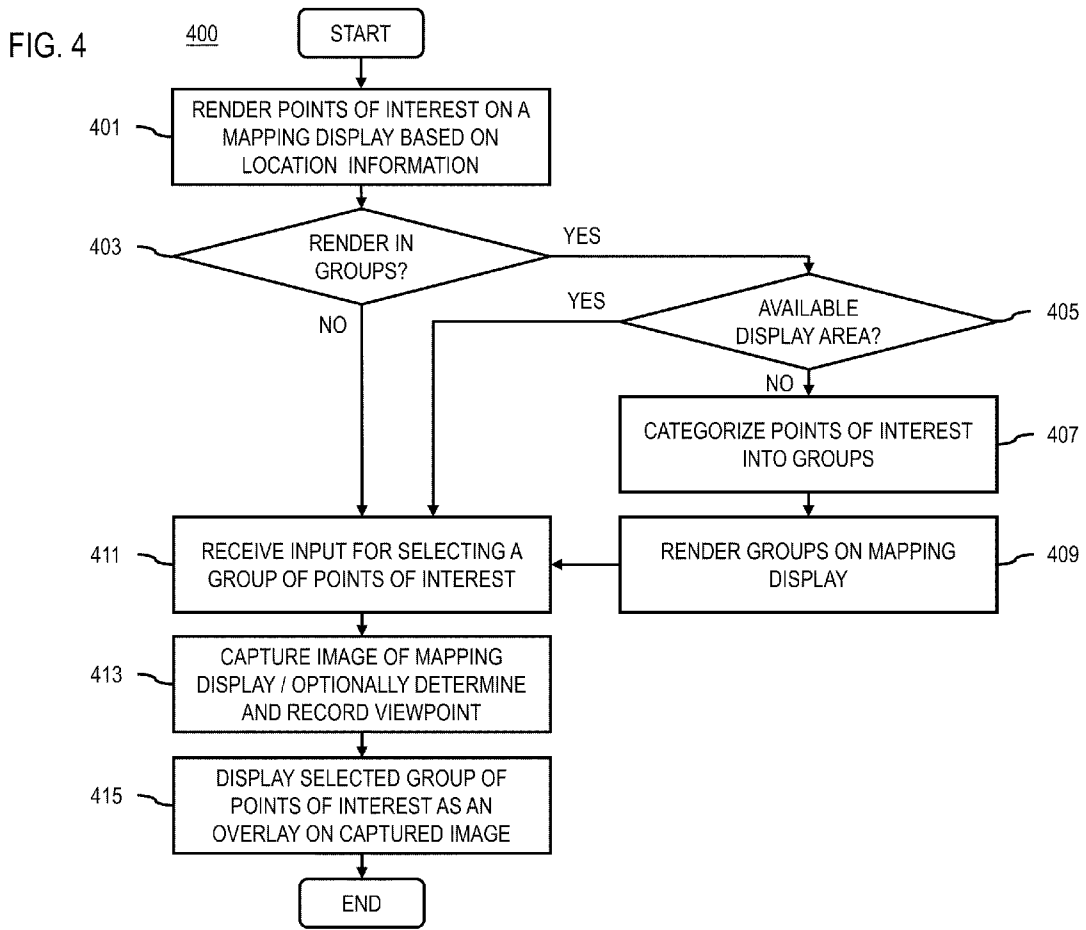 FIG. 4
400
START
401
RENDER POINTS OF INTEREST ON A
MAPPING DISPLAY BASED ON
LOCATION INFORMATION
403
RENDER IN
GROUPS?
YES
NO
YES
AVAILABLE
DISPLAY AREA?
405
NO
CATEGORIZE POINTS OF INTEREST
INTO GROUPS
407
411
RECEIVE INPUT FOR SELECTING A
GROUP OF POINTS OF INTEREST
RENDER GROUPS ON MAPPING
DISPLAY
409
413
CAPTURE IMAGE OF MAPPING
DISPLAY / OPTIONALLY DETERMINE
AND RECORD VIEWPOINT
415
DISPLAY SELECTED GROUP OF
POINTS OF INTEREST AS AN
OVERLAY ON CAPTURED IMAGE
END